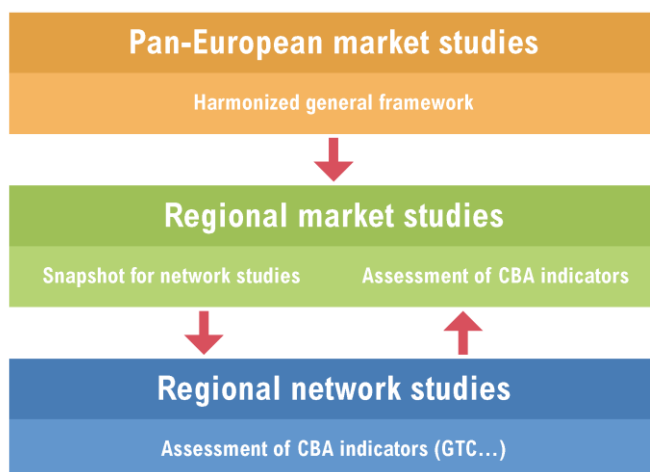 Pan-European market studies
Harmonized general framework
Regional market studies
Snapshot for network studies
Assessment of CBA indicators
Regional network studies
Assessment of CBA indicators (GTC...)